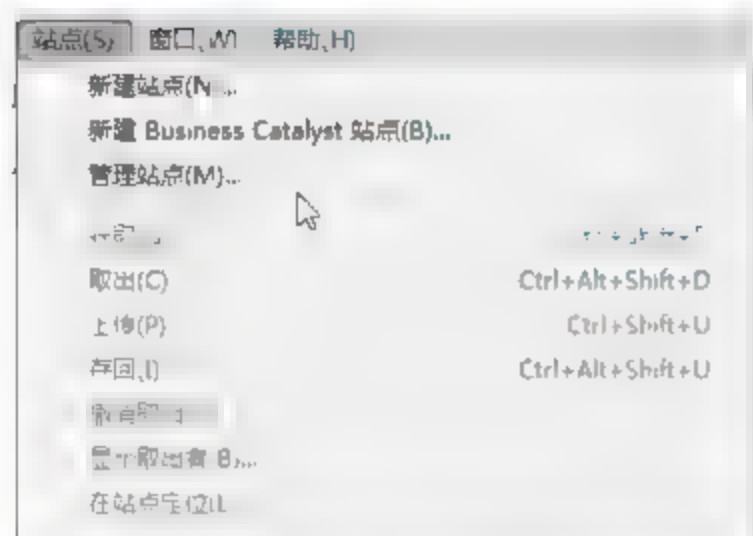 站点(S) 窗口(W) 帮助(H)
新建站点(N)...
新建 Business Catalyst 站点(B)...
管理站点(M)...
取出(C) Ctrl+Alt+Shift+D
上传(P) Ctrl+Shift+U
存回(I) Ctrl+Alt+Shift+U
显示取出者(B)...
在站点定位(L